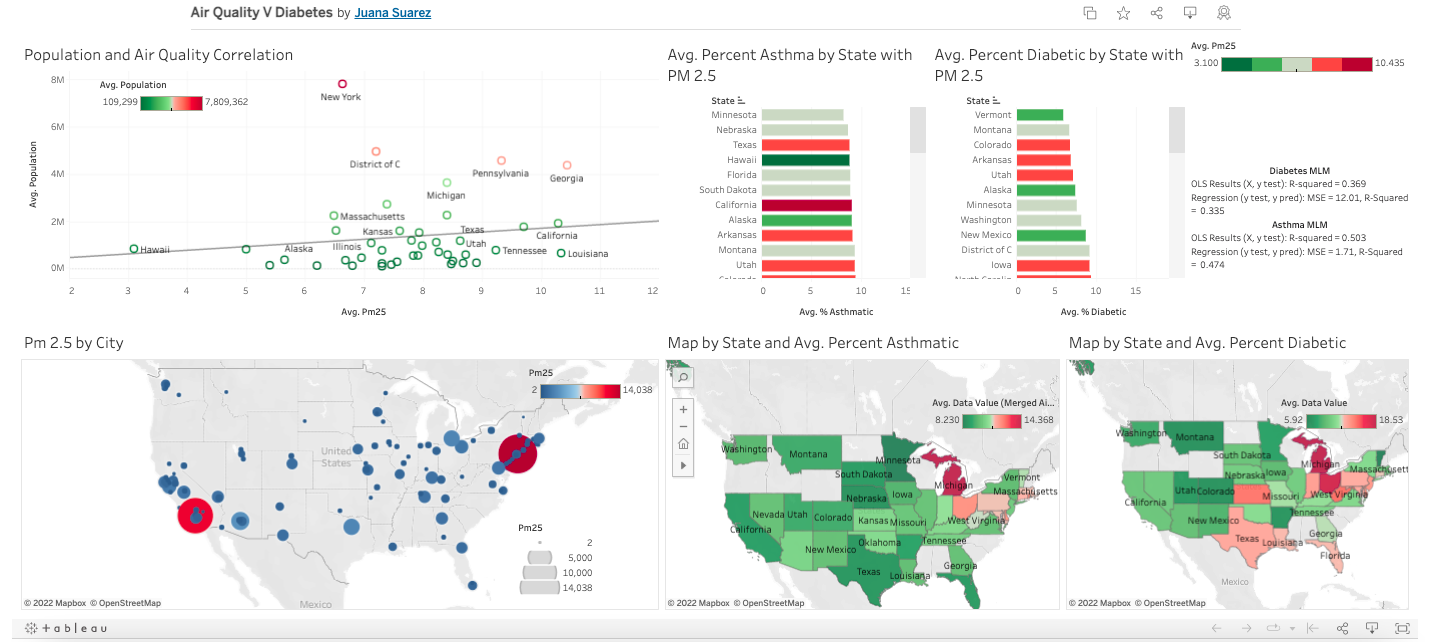 Air Quality V Diabetes by Juana Suarez
Population and Air Quality Correlation
Avg. Population
109,299
7,809,362
8M
6M
4M
2M
0M
Avg. Population
New York
District of C
Pennsylvania
Georgia
Michigan
Massachusetts
Kansas
Texas
California
Hawaii
Alaska
Illinois
Utah
Tennessee
Louisiana
2
3
4
5
6
7
8
9
10
11
12
Avg. Pm25
Avg. Percent Asthma by State with
PM 2.5
State
Minnesota
Nebraska
Texas
Hawaii
Florida
South Dakota
California
Alaska
Arkansas
Montana
Utah
0
5
10
Avg. % Asthmatic
Avg. Percent Diabetic by State with
PM 2.5
State
Vermont
Montana
Colorado
Arkansas
Utah
Alaska
Minnesota
Washington
New Mexico
District of C
Iowa
0
5
10
15
Avg. % Diabetic
Avg. Pm25
3.100
10.435
Diabetes MLM
OLS Results (X, y test): R-squared = 0.369
Regression (y test, y pred): MSE = 12.01, R-Squared
= 0.335
Asthma MLM
OLS Results (X, y test): R-squared = 0.503
Regression (y test, y pred): MSE = 1.71, R-Squared
= 0.474
Pm 2.5 by City
Pm25
2
14,038
United
States
Mexico
Pm25
2
5,000
10,000
14,038
© 2022 Mapbox © OpenStreetMap
Map by State and Avg. Percent Asthmatic
Avg. Data Value (Merged Ai...
8.230
14.368
Washington
Montana
Minnesota
South Dakota
Michigan
Vermont
Massachusetts
Nebraska
Iowa
Nevada
Utah
Colorado
Kansas
Missouri
West Virginia
California
Oklahoma
Tennessee
New Mexico
Texas
Louisiana
Georgia
© 2022 Mapbox © OpenStreetMap
Map by State and Avg. Percent Diabetic
Avg. Data Value
5.92
18.53
Washington
Montana
South Dakota
Michigan
Massachusett
Nebraska
Iowa
Utah
Colorado
Missouri
West Virginia
California
New Mexico
Tennessee
Texas
Louisiana
Georgia
Florida
Mexico
© 2022 Mapbox © OpenStreetMap
+ a b l e a u